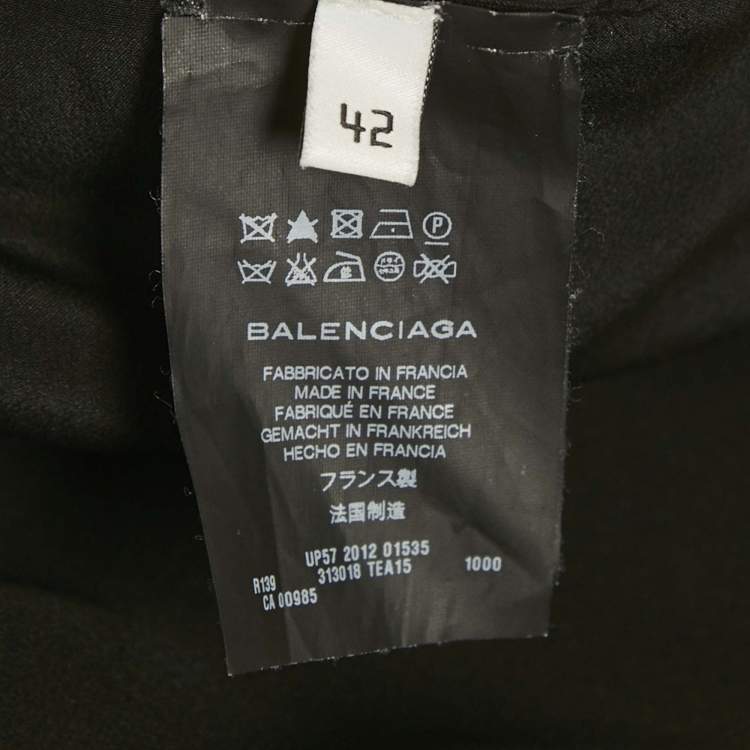 42
P
BALENCIAGA
FABBRICATO IN FRANCIA
MADE IN FRANCE
FABRIQUÉ EN FRANCE
GEMACHT IN FRANKREICH
HECHO EN FRANCIA
フランス製
法国制造
UP57 2012 01535
R139 313018 TEA15 1000
CA 00985